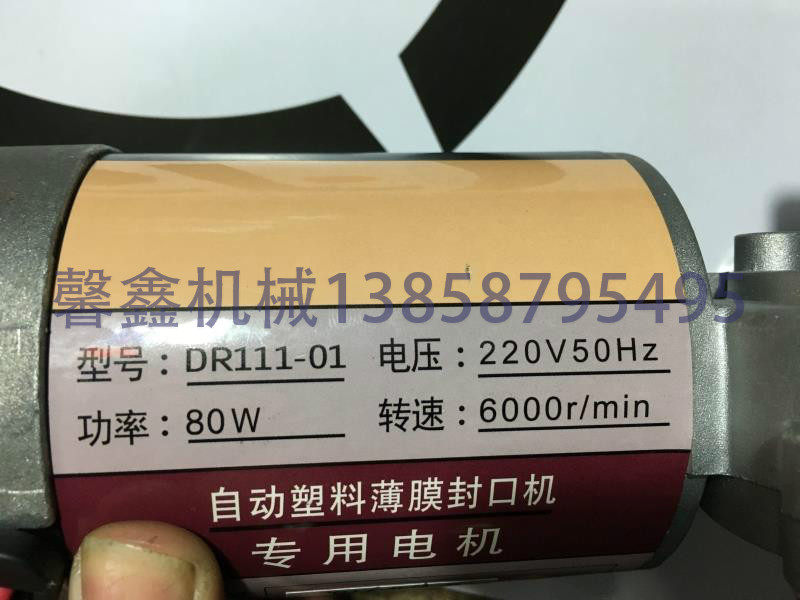 馨鑫机械13858795495
型号：DR111-01 电压：220V50Hz
功率：80W 转速：6000r/min
自动塑料薄膜封口机
专用电机